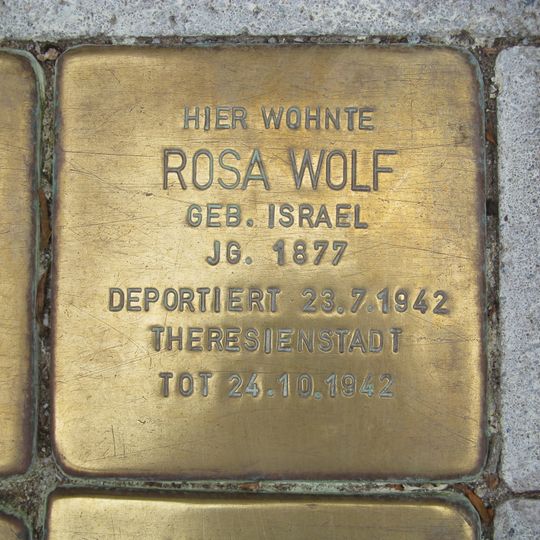 HIER WOHNTE
ROSA WOLF
GEB. ISRAEL
JG. 1877
DEPORTIERT 23.7.1942
THERESIENSTADT
TOT 24.10.1942